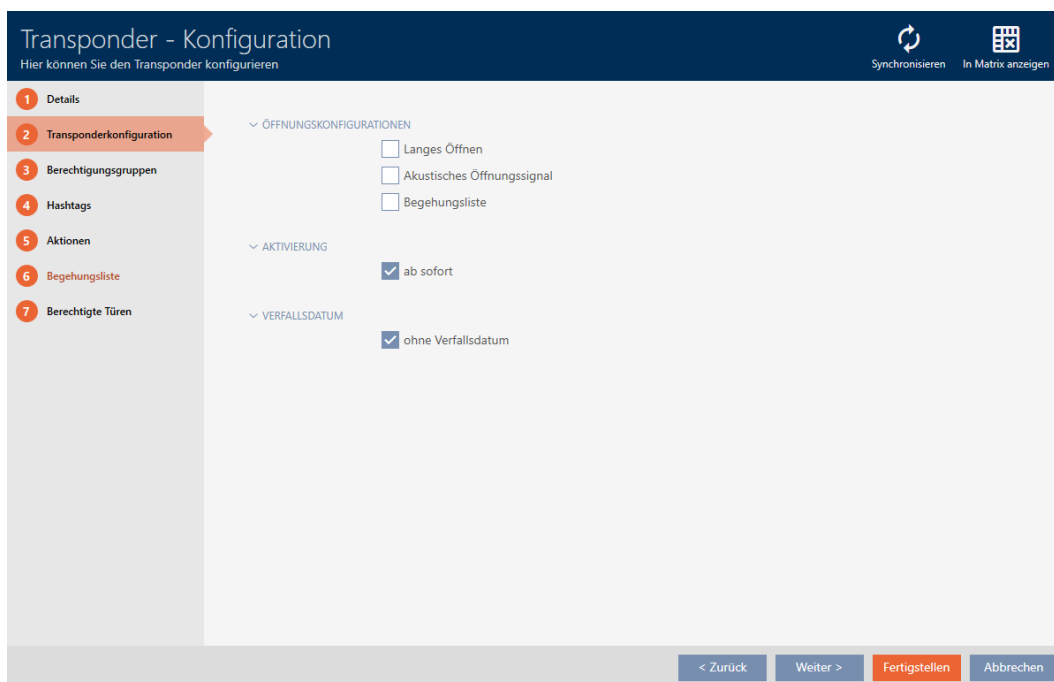 Transponder - Konfiguration
Hier können Sie den Transponder konfigurieren
Synchronisieren
In Matrix anzeigen
1 Details
2 Transponderkonfiguration
3 Berechtigungsgruppen
4 Hashtags
5 Aktionen
6 Begehungsliste
7 Berechtigte Türen
ÖFFNUNGSKONFIGURATIONEN
Langes Öffnen
Akustisches Öffnungssignal
Begehungsliste
AKTIVIERUNG
ab sofort
VERFALLSDATUM
ohne Verfallsdatum
< Zurück
Weiter >
Fertigstellen
Abbrechen